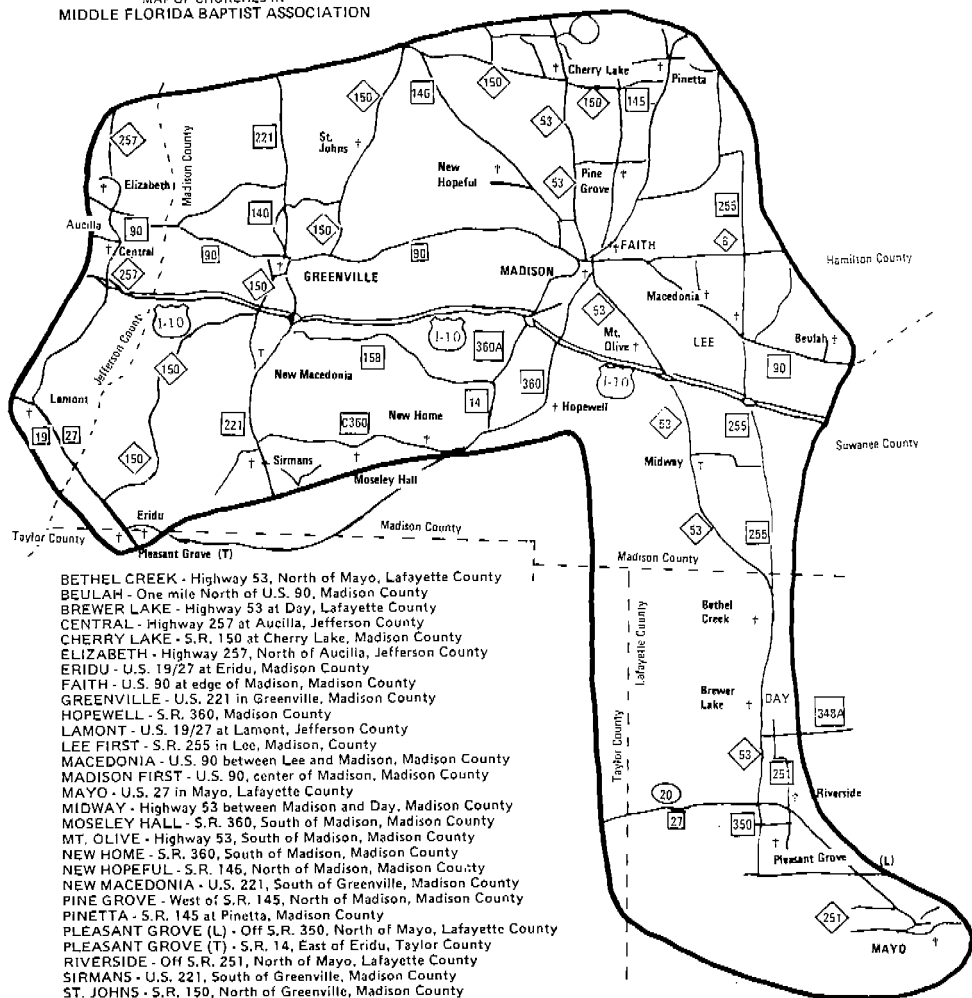 MAP OF CHURCHES IN
MIDDLE FLORIDA BAPTIST ASSOCIATION
Cherry Lake
Pinetta
150
146
150
53
150
145
257
Madison County
221
St. Johns
New Hopeful
53
Pine Grove
Elizabeth
255
6
Aucilla
90
140
150
FAITH
Central
90
90
Hamilton County
257
150
GREENVILLE
MADISON
Macedonia
53
Jefferson County
I-10
I-10
360A
Mt. Olive
LEE
Beulah
150
158
New Macedonia
360
I-10
90
Lamont
14
Hopewell
19
27
221
C360
New Home
53
255
Suwanee County
150
Sirmans
Midway
Moseley Hall
Eridu
Taylor County
Madison County
53
255
Pleasant Grove (T)
Madison County
BETHEL CREEK - Highway 53, North of Mayo, Lafayette County
BEULAH - One mile North of U.S. 90, Madison County
BREWER LAKE - Highway 53 at Day, Lafayette County
CENTRAL - Highway 257 at Aucilla, Jefferson County
CHERRY LAKE - S.R. 150 at Cherry Lake, Madison County
ELIZABETH - Highway 257, North of Aucilla, Jefferson County
ERIDU - U.S. 19/27 at Eridu, Madison County
FAITH - U.S. 90 at edge of Madison, Madison County
GREENVILLE - U.S. 221 in Greenville, Madison County
HOPEWELL - S.R. 360, Madison County
LAMONT - U.S. 19/27 at Lamont, Jefferson County
LEE FIRST - S.R. 255 in Lee, Madison, County
MACEDONIA - U.S. 90 between Lee and Madison, Madison County
MADISON FIRST - U.S. 90, center of Madison, Madison County
MAYO - U.S. 27 in Mayo, Lafayette County
MIDWAY - Highway 53 between Madison and Day, Madison County
MOSELEY HALL - S.R. 360, South of Madison, Madison County
MT. OLIVE - Highway 53, South of Madison, Madison County
NEW HOME - S.R. 360, South of Madison, Madison County
NEW HOPEFUL - S.R. 146, North of Madison, Madison County
NEW MACEDONIA - U.S. 221, South of Greenville, Madison County
PINE GROVE - West of S.R. 145, North of Madison, Madison County
PINETTA - S.R. 145 at Pinetta, Madison County
PLEASANT GROVE (L) - Off S.R. 350, North of Mayo, Lafayette County
PLEASANT GROVE (T) - S.R. 14, East of Eridu, Taylor County
RIVERSIDE - Off S.R. 251, North of Mayo, Lafayette County
SIRMANS - U.S. 221, South of Greenville, Madison County
ST. JOHNS - S.R. 150, North of Greenville, Madison County
Lafayette County
Taylor County
Bethel Creek
Brewer Lake
DAY
348A
53
251
Riverside
20
27
350
Pleasant Grove (L)
251
MAYO